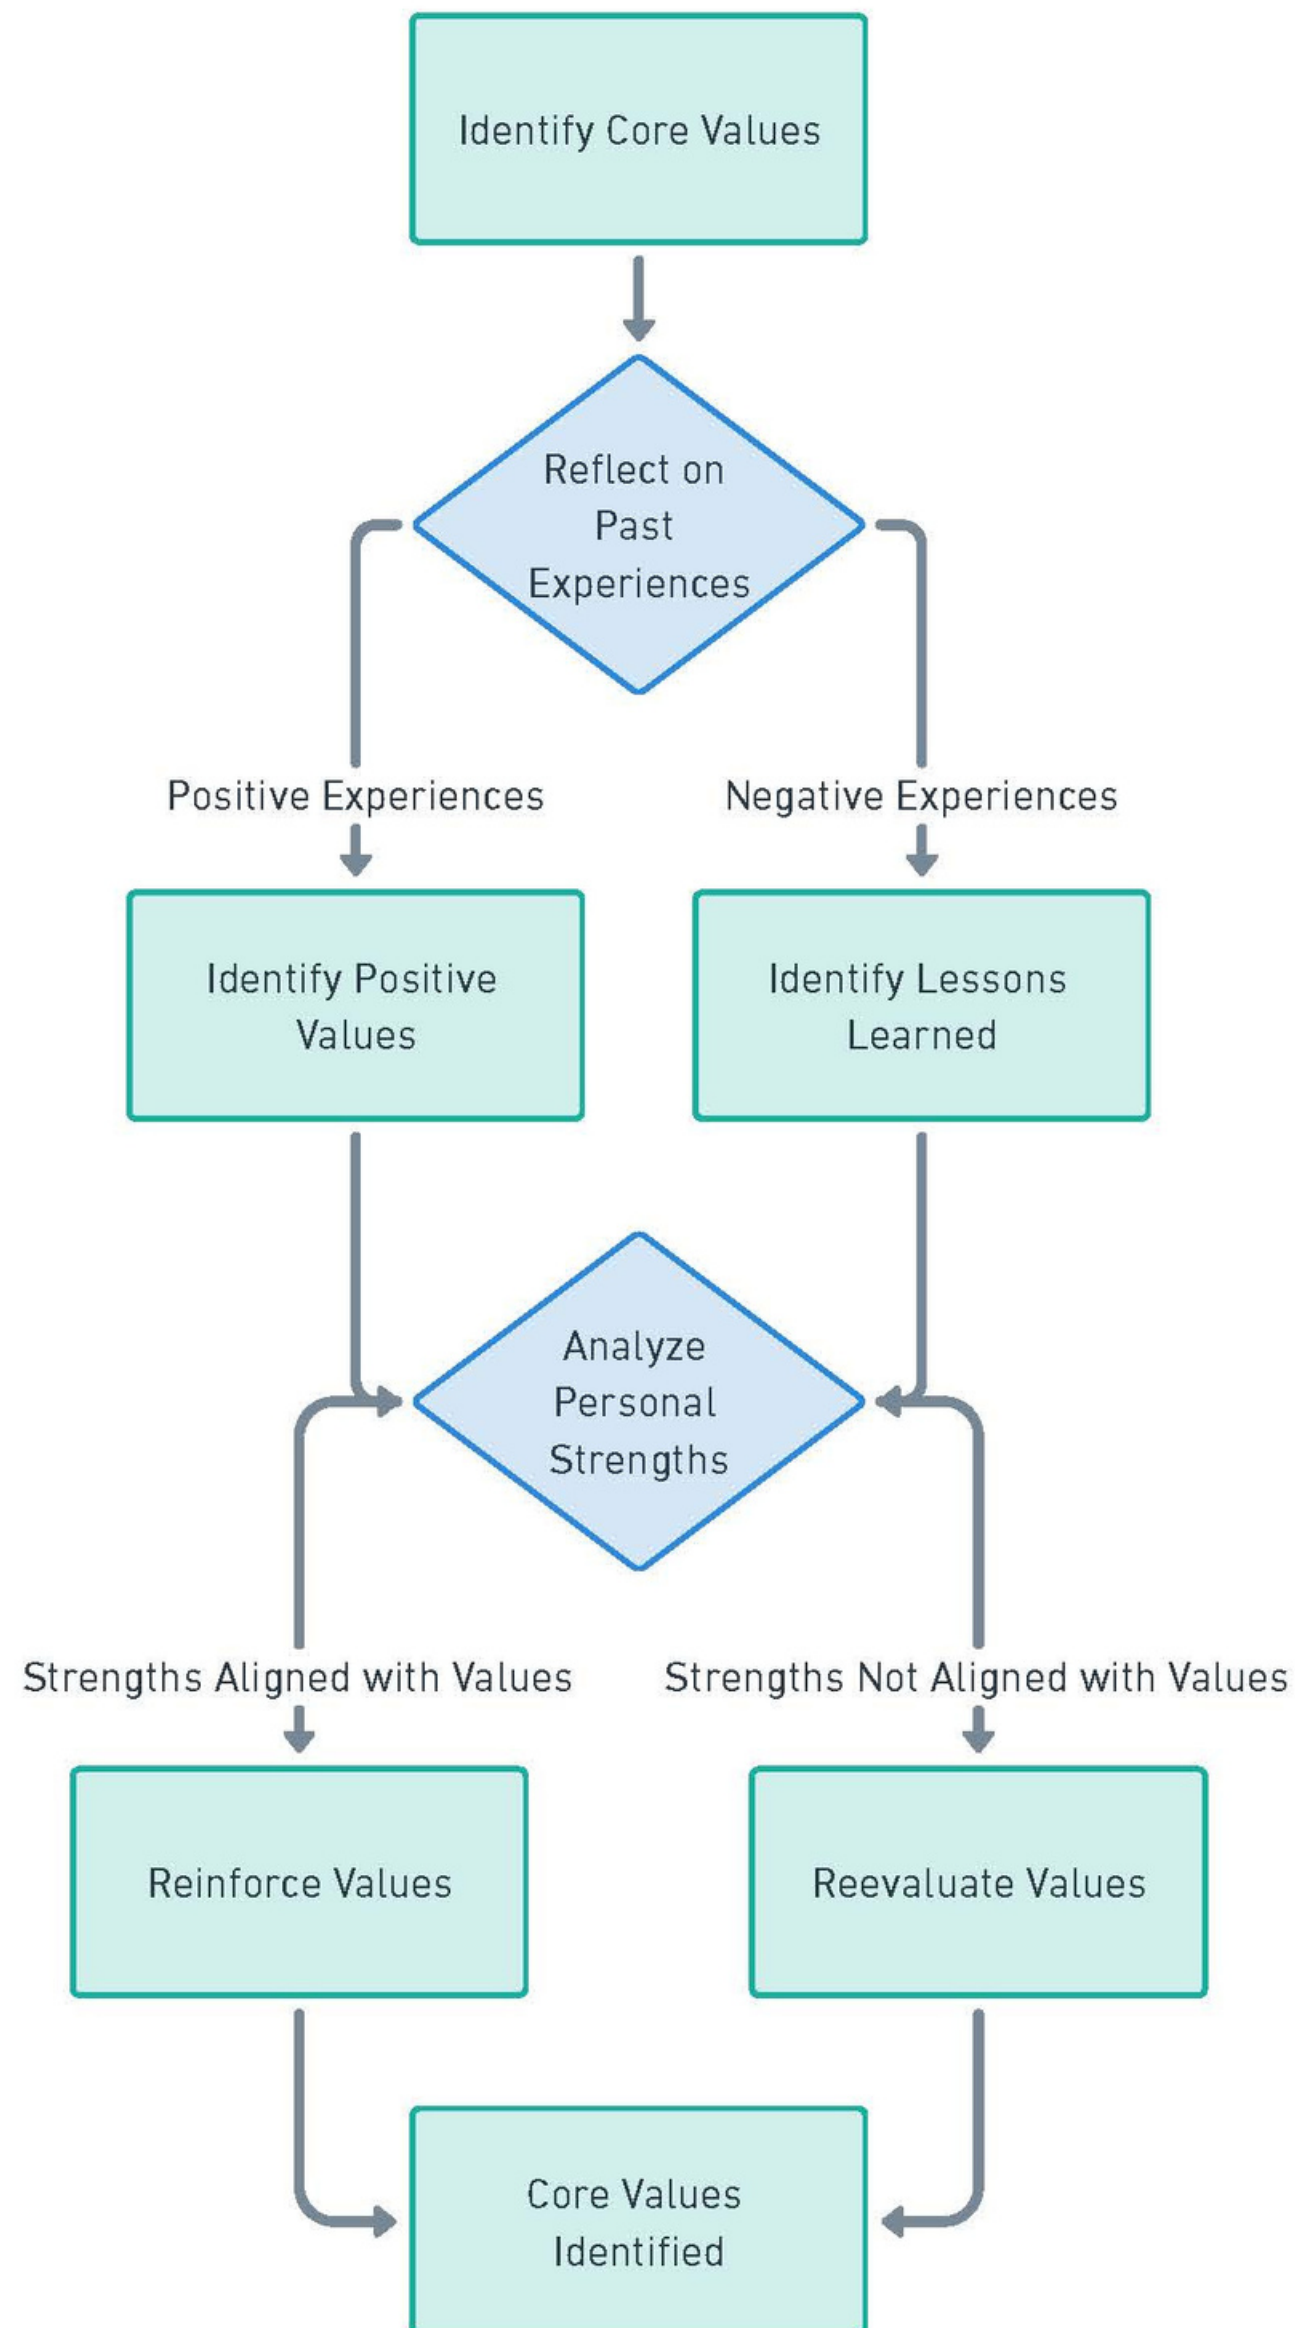 Identify Core Values
Reflect on
Past
Experiences
Positive Experiences
Negative Experiences
Identify Positive
Values
Identify Lessons
Learned
Analyze
Personal
Strengths
Strengths Aligned with Values
Strengths Not Aligned with Values
Reinforce Values
Reevaluate Values
Core Values
Identified